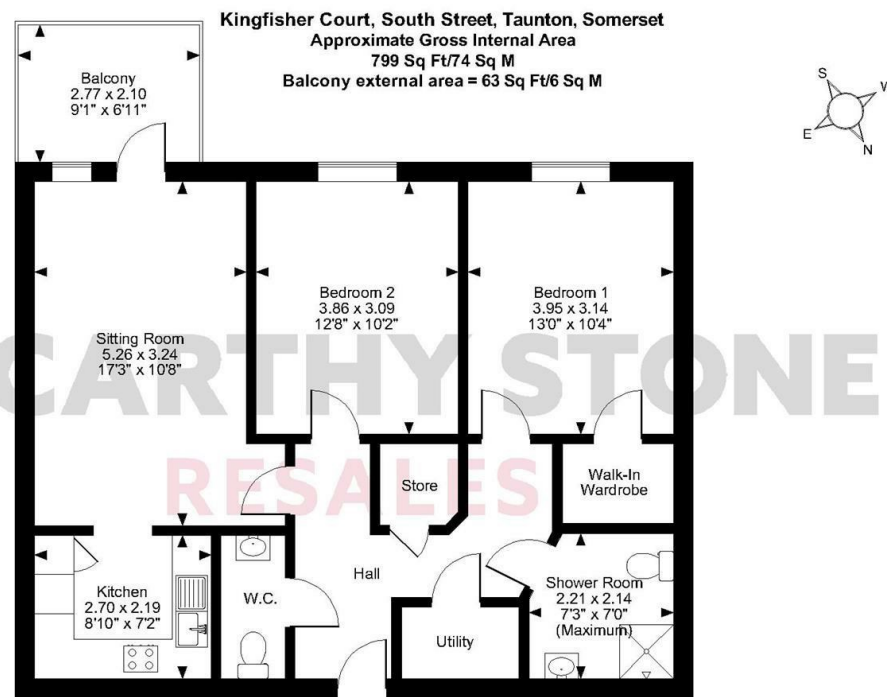 Kingfisher Court, South Street, Taunton, Somerset
Approximate Gross Internal Area
799 Sq Ft/74 Sq M
Balcony external area = 63 Sq Ft/6 Sq M
S
W
E
N
Balcony
2.77 x 2.10
9'1" x 6'11"
Bedroom 2
3.86 x 3.09
12'8" x 10'2"
Bedroom 1
3.95 x 3.14
13'0" x 10'4"
Sitting Room
5.26 x 3.24
17'3" x 10'8"
CARTHY STONE
RESALES
Store
Walk-In
Wardrobe
Kitchen
2.70 x 2.19
8'10" x 7'2"
W.C.
Hall
Utility
Shower Room
2.21 x 2.14
7'3" x 7'0"
(Maximum)